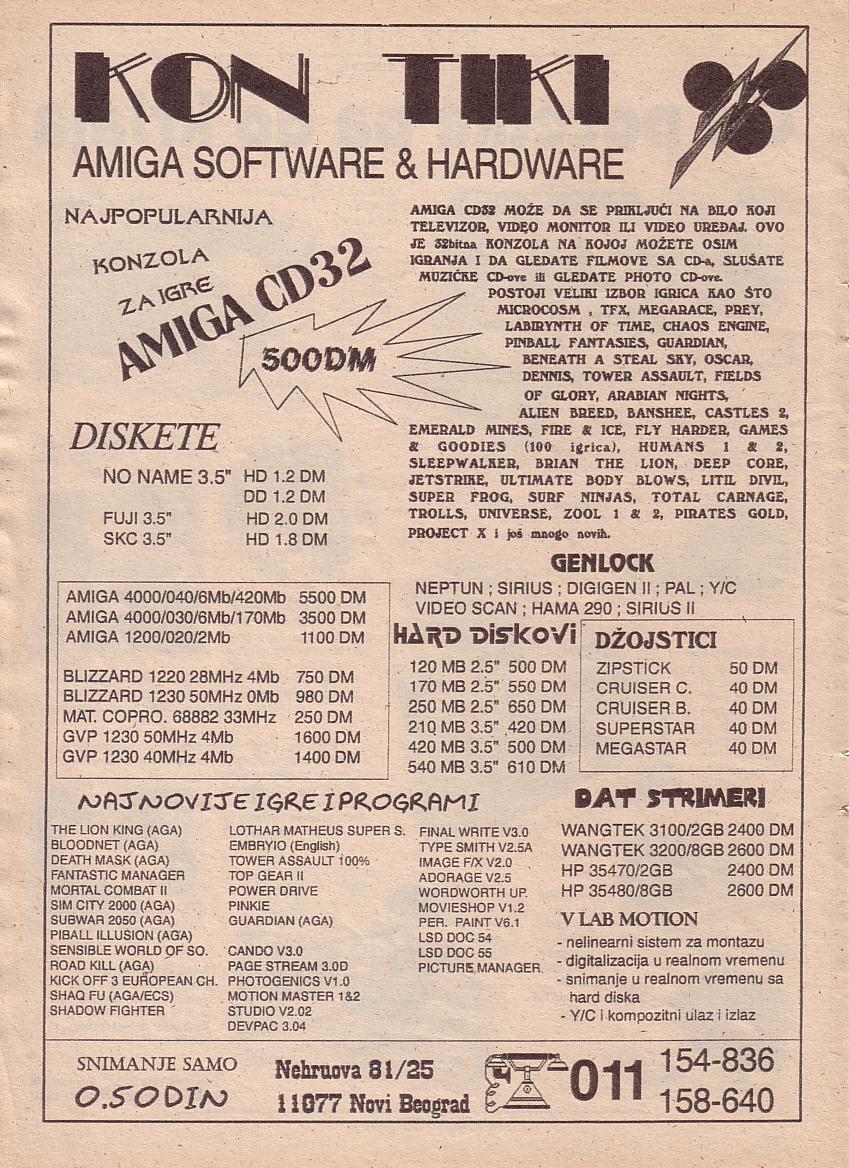 KON TIKI
AMIGA SOFTWARE & HARDWARE
NAJPOPULARNIJA
KONZOLA
ZA IGRE
AMIGA CD32
500DM
AMIGA CD32 MOŽE DA SE PRIKLJUČI NA BILO KOJI
TELEVIZOR, VIDEO MONITOR ILI VIDEO UREĐAJ. OVO
JE 32bitna KONZOLA NA KOJOJ MOŽETE OSIM
IGRANJA I DA GLEDATE FILMOVE SA CD-a, SLUŠATE
MUZIČKE CD-ove ili GLEDATE PHOTO CD-ove.
POSTOJI VELIKI IZBOR IGRICA KAO ŠTO
MICROCOSM , TFX, MEGARACE, PREY,
LABIRYNTH OF TIME, CHAOS ENGINE,
PINBALL FANTASIES, GUARDIAN,
BENEATH A STEAL SKY, OSCAR,
DENNIS, TOWER ASSAULT, FIELDS
OF GLORY, ARABIAN NIGHTS,
ALIEN BREED, BANSHEE, CASTLES 2,
EMERALD MINES, FIRE & ICE, FLY HARDER, GAMES
& GOODIES (100 igrica), HUMANS 1 & 2,
SLEEPWALKER, BRIAN THE LION, DEEP CORE,
JETSTRIKE, ULTIMATE BODY BLOWS, LITIL DIVIL,
SUPER FROG, SURF NINJAS, TOTAL CARNAGE,
TROLLS, UNIVERSE, ZOOL 1 & 2, PIRATES GOLD,
PROJECT X i još mnogo novih.
DISKETE
NO NAME 3.5" HD 1.2 DM
DD 1.2 DM
FUJI 3.5" HD 2.0 DM
SKC 3.5" HD 1.8 DM
GENLOCK
NEPTUN ; SIRIUS ; DIGIGEN II ; PAL ; Y/C
VIDEO SCAN ; HAMA 290 ; SIRIUS II
AMIGA 4000/040/6Mb/420Mb 5500 DM
AMIGA 4000/030/6Mb/170Mb 3500 DM
AMIGA 1200/020/2Mb 1100 DM
BLIZZARD 1220 28MHz 4Mb 750 DM
BLIZZARD 1230 50MHz 0Mb 980 DM
MAT. COPRO. 68882 33MHz 250 DM
GVP 1230 50MHz 4Mb 1600 DM
GVP 1230 40MHz 4Mb 1400 DM
HARD DISKOVI
120 MB 2.5" 500 DM
170 MB 2.5" 550 DM
250 MB 2.5" 650 DM
210 MB 3.5" 420 DM
420 MB 3.5" 500 DM
540 MB 3.5" 610 DM
DŽOJSTICI
ZIPSTICK 50 DM
CRUISER C. 40 DM
CRUISER B. 40 DM
SUPERSTAR 40 DM
MEGASTAR 40 DM
NAJNOVIJE IGRE I PROGRAMI
THE LION KING (AGA)
BLOODNET (AGA)
DEATH MASK (AGA)
FANTASTIC MANAGER
MORTAL COMBAT II
SIM CITY 2000 (AGA)
SUBWAR 2050 (AGA)
PIBALL ILLUSION (AGA)
SENSIBLE WORLD OF SO.
ROAD KILL (AGA)
KICK OFF 3 EUROPEAN CH.
SHAQ FU (AGA/ECS)
SHADOW FIGHTER
LOTHAR MATHEUS SUPER S.
EMBRYIO (English)
TOWER ASSAULT 100%
TOP GEAR II
POWER DRIVE
PINKIE
GUARDIAN (AGA)
CANDO V3.0
PAGE STREAM 3.0D
PHOTOGENICS V1.0
MOTION MASTER 1&2
STUDIO V2.02
DEVPAC 3.04
FINAL WRITE V3.0
TYPE SMITH V2.5A
IMAGE F/X V2.0
ADORAGE V2.5
WORDWORTH UP.
MOVIESHOP V1.2
PER. PAINT V6.1
LSD DOC 54
LSD DOC 55
PICTURE MANAGER
DAT STRIMERI
WANGTEK 3100/2GB 2400 DM
WANGTEK 3200/8GB 2600 DM
HP 35470/2GB 2400 DM
HP 35480/8GB 2600 DM
V LAB MOTION
- nelinearni sistem za montazu
- digitalizacija u realnom vremenu
- snimanje u realnom vremenu sa
hard diska
- Y/C i kompozitni ulaz i izlaz
SNIMANJE SAMO
0.50DIN
Nehruova 81/25
11077 Novi Beograd
011
154-836
158-640